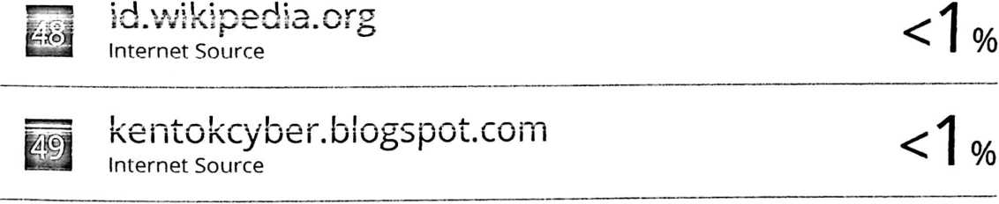 48 id.wikipedia.org <1%
Internet Source
49 kentokcyber.blogspot.com <1%
Internet Source